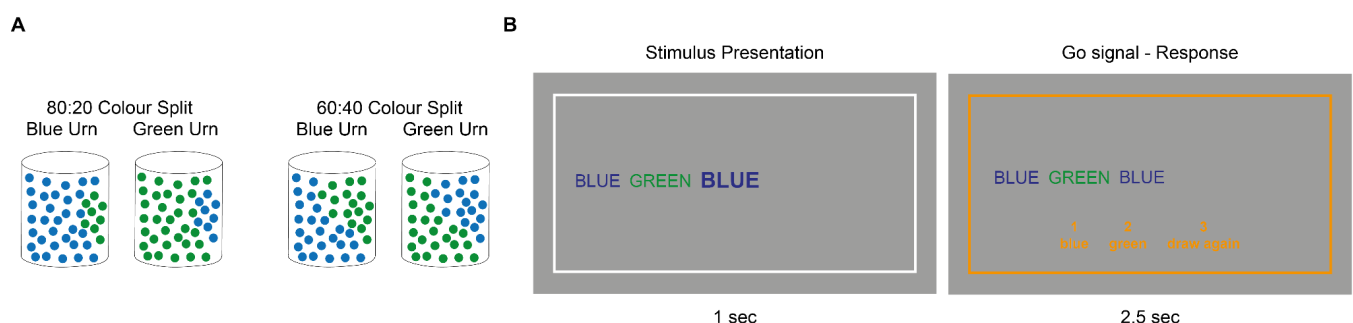 A
80:20 Colour Split
Blue Urn Green Urn
60:40 Colour Split
Blue Urn Green Urn
B
Stimulus Presentation
BLUE GREEN BLUE
1 sec
Go signal - Response
BLUE GREEN BLUE
1 2 3
blue green draw again
2.5 sec